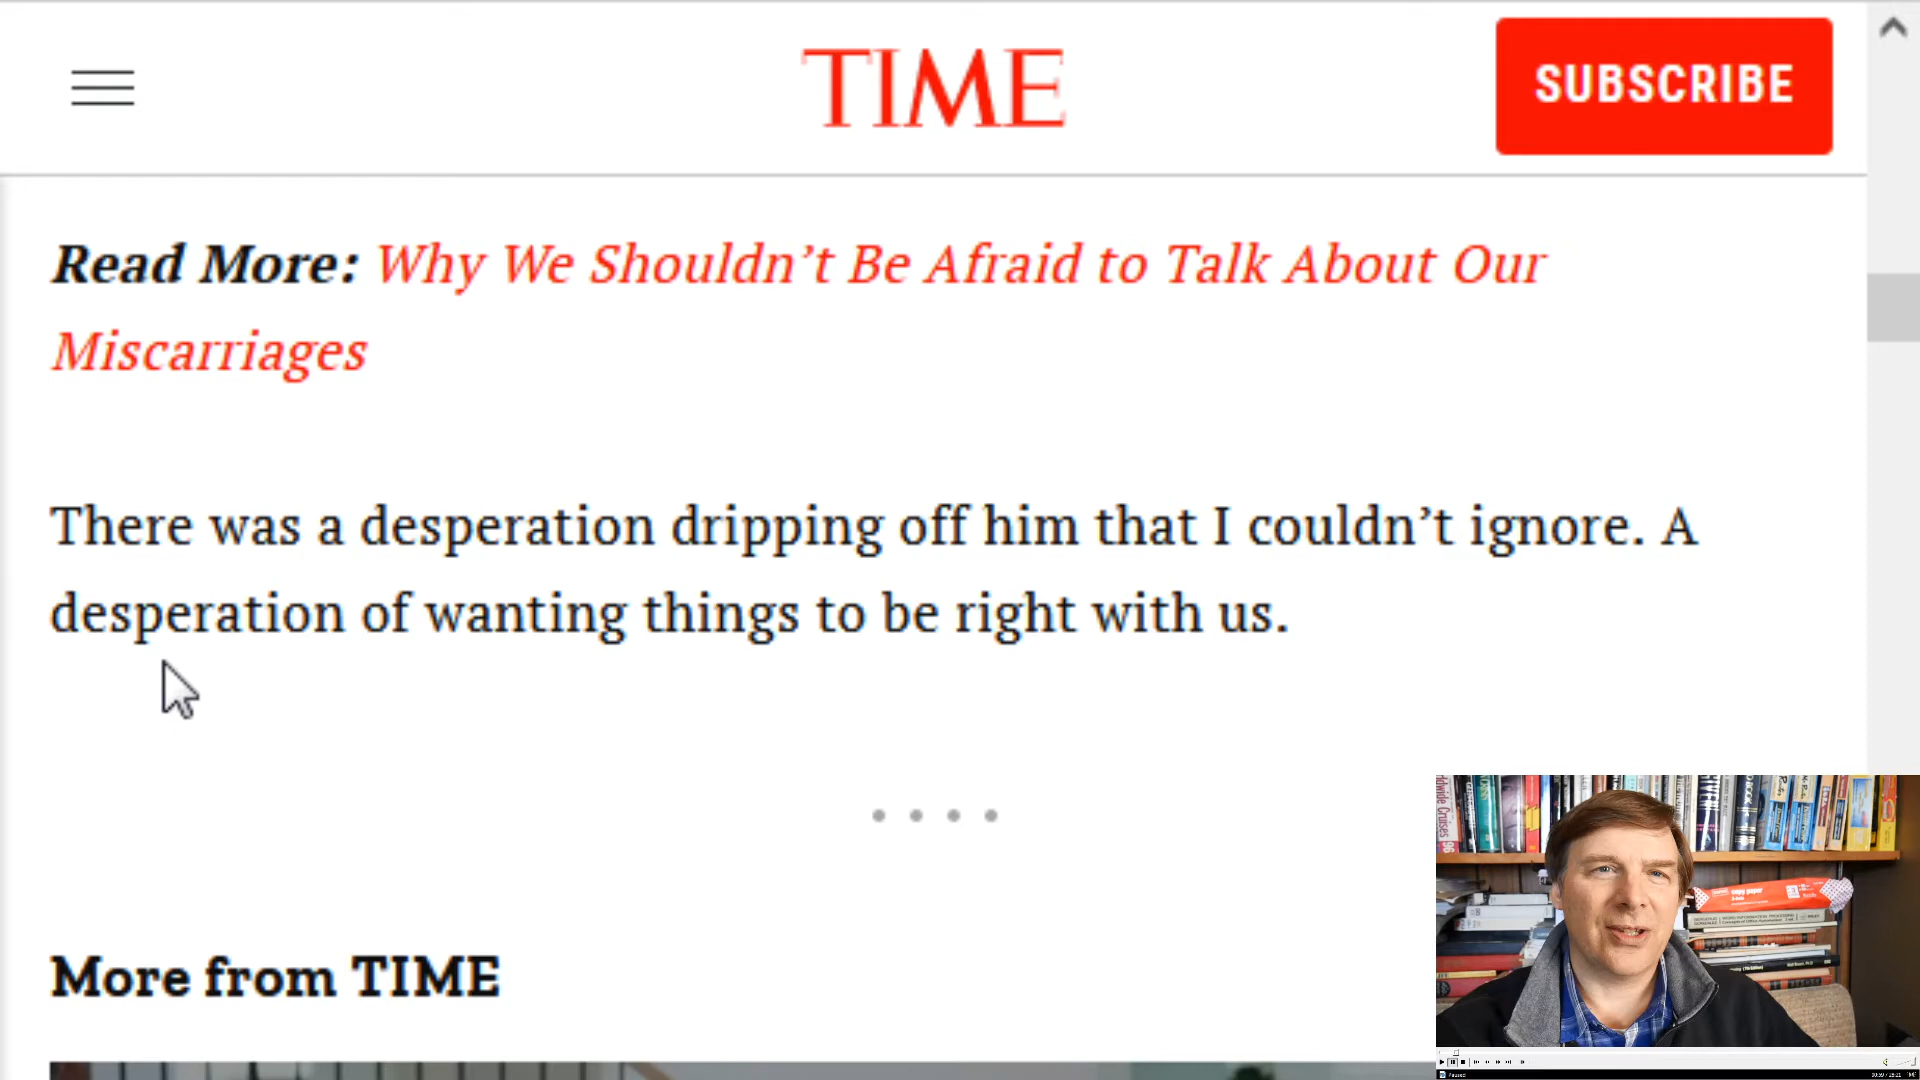 TIME
SUBSCRIBE
Read More: Why We Shouldn’t Be Afraid to Talk About Our
Miscarriages
There was a desperation dripping off him that I couldn’t ignore. A
desperation of wanting things to be right with us.
More from TIME
Paused